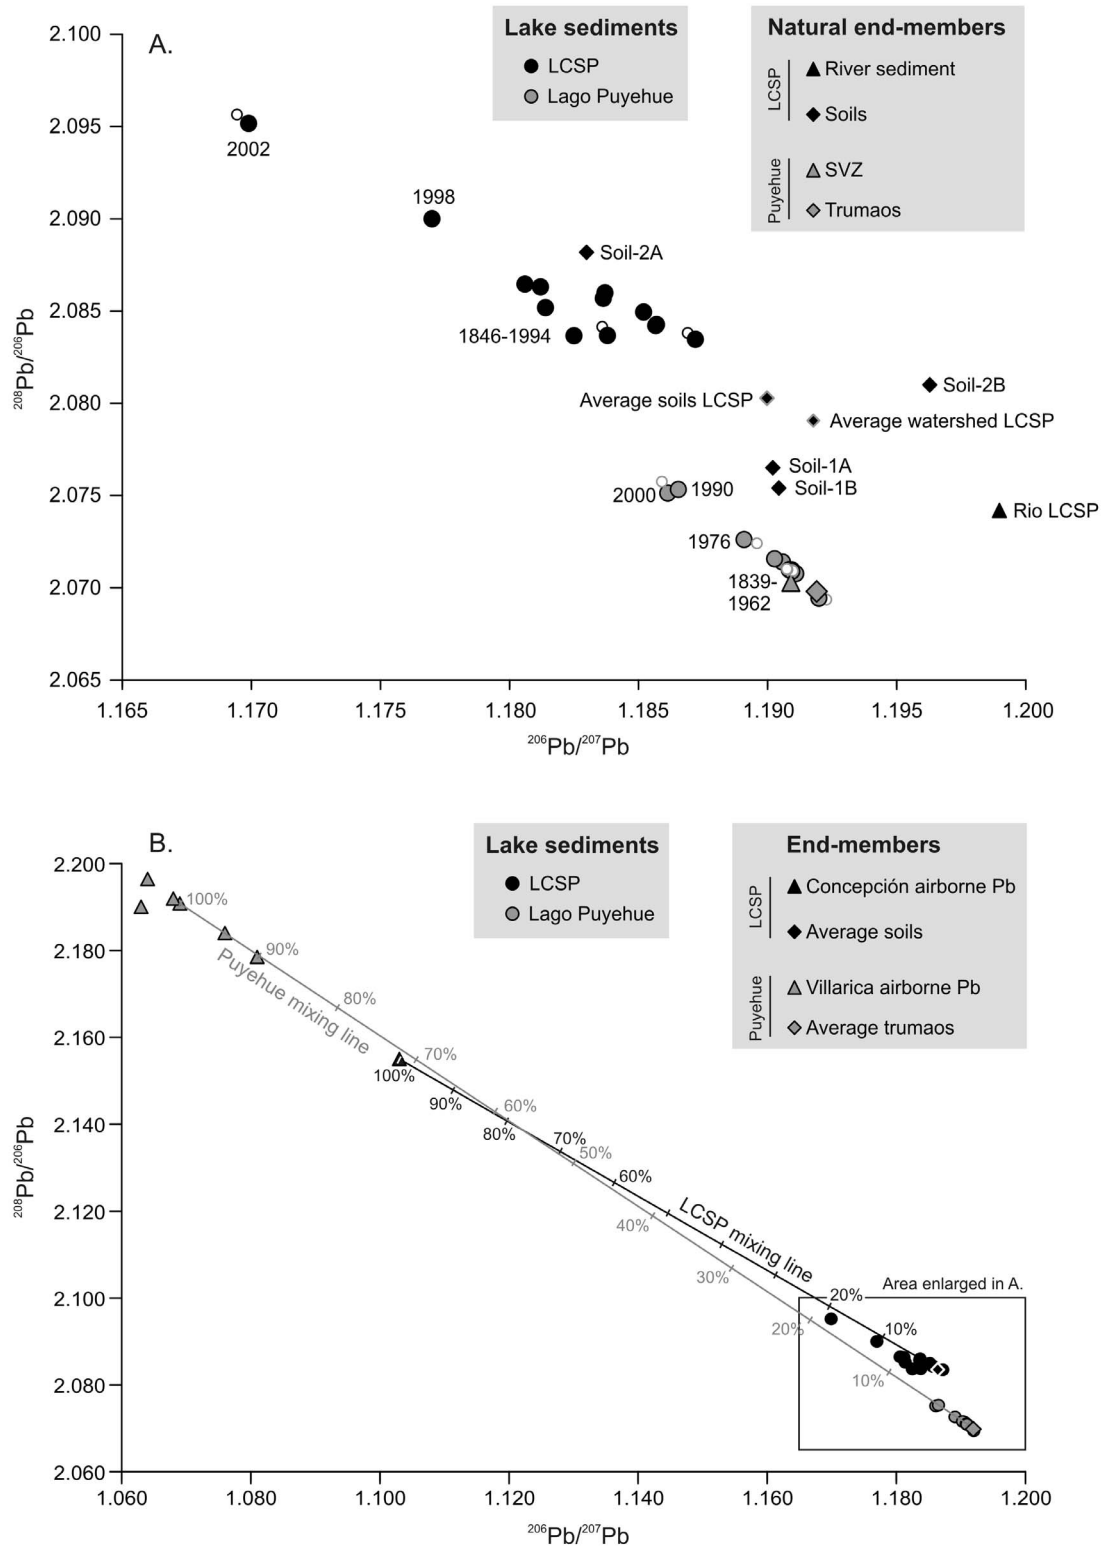 A.
Lake sediments
LCSP
Lago Puyehue
Natural end-members
LCSP
River sediment
Soils
Puyehue
SVZ
Trumaos
2.100
2.095
2.090
2.085
2.080
2.075
2.070
2.065
²⁰⁸Pb/²⁰⁶Pb
2002
1998
Soil-2A
1846-1994
Soil-2B
Average soils LCSP
Average watershed LCSP
Soil-1A
Soil-1B
2000
1990
Rio LCSP
1976
1839-
1962
1.165
1.170
1.175
1.180
1.185
1.190
1.195
1.200
²⁰⁶Pb/²⁰⁷Pb
B.
Lake sediments
LCSP
Lago Puyehue
End-members
LCSP
Concepción airborne Pb
Average soils
Puyehue
Villarica airborne Pb
Average trumaos
2.200
2.180
2.160
2.140
2.120
2.100
2.080
2.060
²⁰⁸Pb/²⁰⁶Pb
100%
90%
Puyehue mixing line
80%
70%
100%
90%
60%
80%
70%
50%
60%
40%
LCSP mixing line
30%
Area enlarged in A.
20%
20%
10%
10%
1.060
1.080
1.100
1.120
1.140
1.160
1.180
1.200
²⁰⁶Pb/²⁰⁷Pb